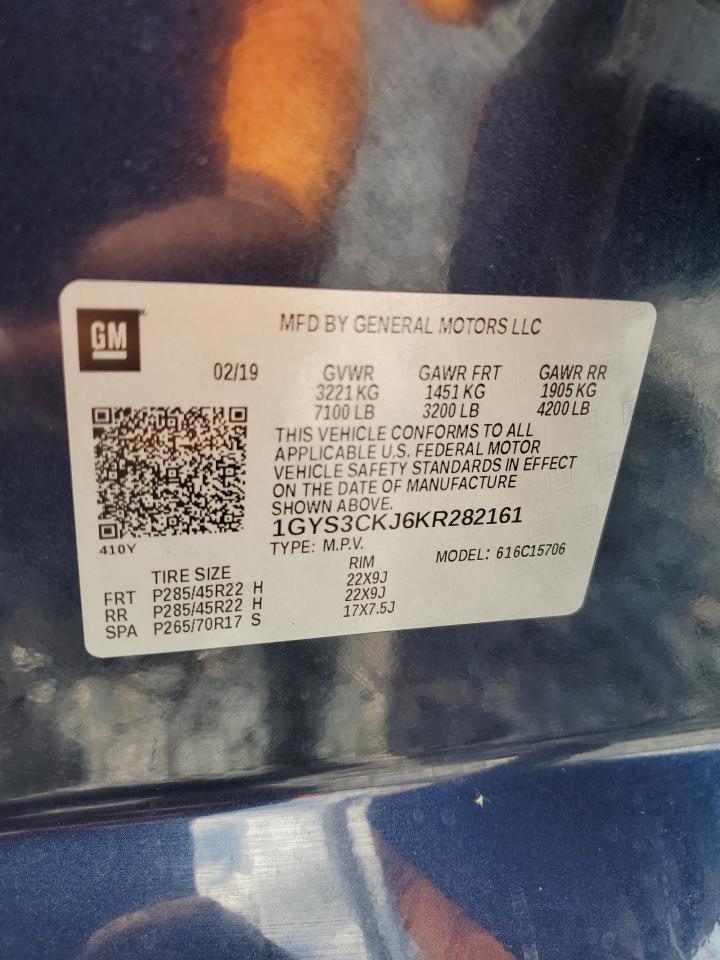 GM
MFD BY GENERAL MOTORS LLC
02/19 GVWR GAWR FRT GAWR RR
3221 KG 1451 KG 1905 KG
7100 LB 3200 LB 4200 LB
THIS VEHICLE CONFORMS TO ALL
APPLICABLE U.S. FEDERAL MOTOR
VEHICLE SAFETY STANDARDS IN EFFECT
ON THE DATE OF MANUFACTURE
SHOWN ABOVE.
1GYS3CKJ6KR282161
410Y
TYPE: M.P.V. MODEL: 616C15706
TIRE SIZE RIM
FRT P285/45R22 H 22X9J
RR P285/45R22 H 22X9J
SPA P265/70R17 S 17X7.5J